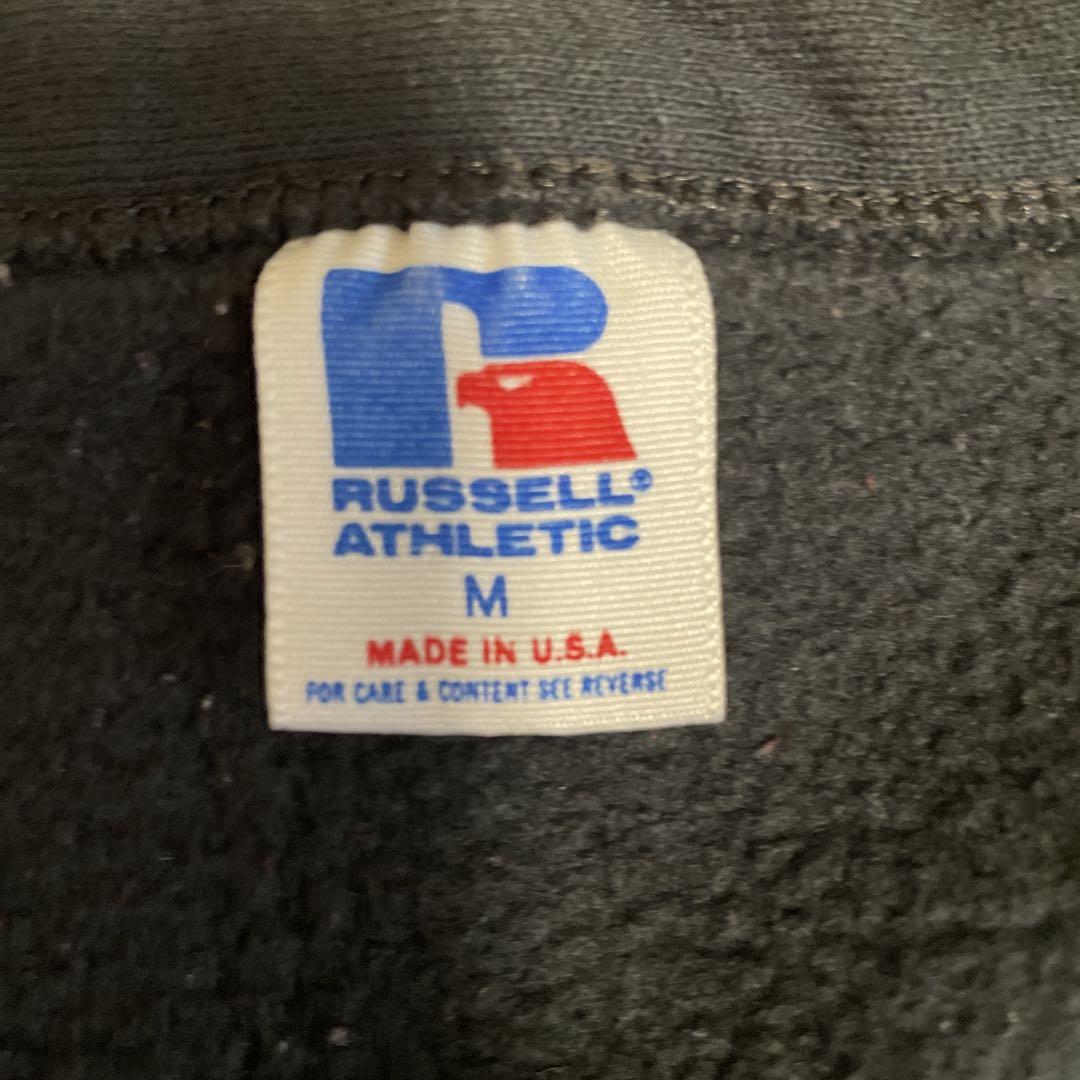 RUSSELL®
ATHLETIC
M
MADE IN U.S.A.
FOR CARE & CONTENT SEE REVERSE